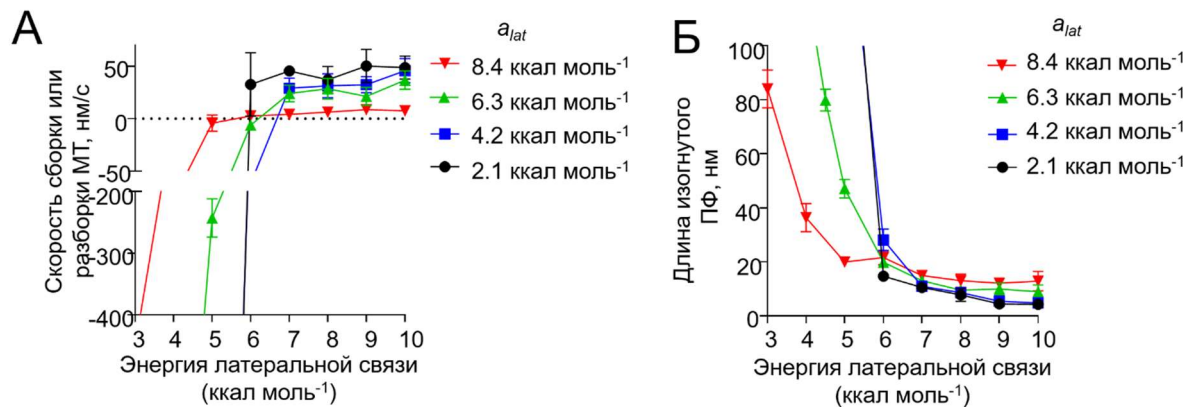 А
Скорость сборки или
разборки МТ, нм/с
50
0
-50
-200
-300
-400
3 4 5 6 7 8 9 10
Энергия латеральной связи
(ккал моль-1)
alat
8.4 ккал моль-1
6.3 ккал моль-1
4.2 ккал моль-1
2.1 ккал моль-1
Б
Длина изогнутого
ПФ, нм
100
80
60
40
20
0
3 4 5 6 7 8 9 10
Энергия латеральной связи
(ккал моль-1)
alat
8.4 ккал моль-1
6.3 ккал моль-1
4.2 ккал моль-1
2.1 ккал моль-1